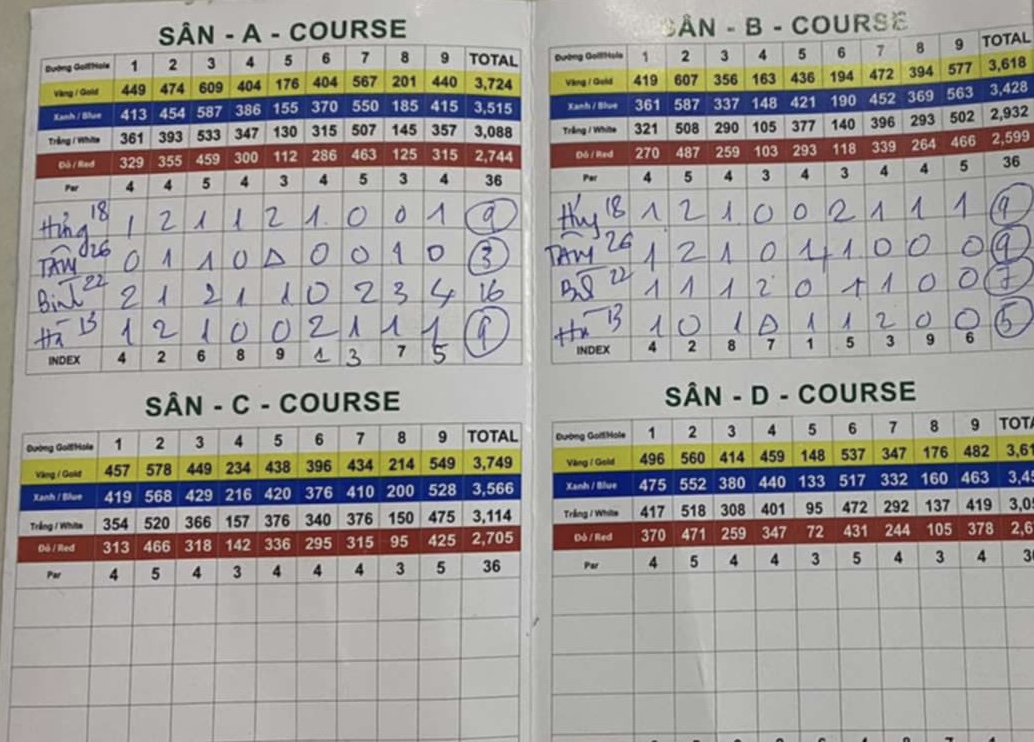 SÂN - A - COURSE
Đường Golf/Hole 1 2 3 4 5 6 7 8 9 TOTAL
Vàng / Gold 449 474 609 404 176 404 567 201 440 3,724
Xanh / Blue 413 454 587 386 155 370 550 185 415 3,515
Trắng / White 361 393 533 347 130 315 507 145 357 3,088
Đỏ / Red 329 355 459 300 112 286 463 125 315 2,744
Par 4 4 5 4 3 4 5 3 4 36
Hùng 18 1 2 1 1 2 1 0 0 1 9
TÂM 26 0 1 1 0 0 0 1 0 3
Bình 22 2 1 2 1 1 0 2 3 4 16
Hà 13 1 2 1 0 0 2 1 1 1 9
INDEX 4 2 6 8 9 1 3 7 5
SÂN - B - COURSE
Đường Golf/Hole 1 2 3 4 5 6 7 8 9 TOTAL
Vàng / Gold 419 607 356 163 436 194 472 394 577 3,618
Xanh / Blue 361 587 337 148 421 190 452 369 563 3,428
Trắng / White 321 508 290 105 377 140 396 293 502 2,932
Đỏ / Red 270 487 259 103 293 118 339 264 466 2,599
Par 4 5 4 3 4 3 4 4 5 36
18 1 2 1 0 0 2 1 1 1 9
TÂM 26 1 2 1 0 1 0 0 0
22 1 1 1 2 0 1 1 0 0 7
Hà 13 1 0 1 1 1 2 0 0 5
INDEX 4 2 8 7 1 5 3 9 6
SÂN - C - COURSE
Đường Golf/Hole 1 2 3 4 5 6 7 8 9 TOTAL
Vàng / Gold 457 578 449 234 438 396 434 214 549 3,749
Xanh / Blue 419 568 429 216 420 376 410 200 528 3,566
Trắng / White 354 520 366 157 376 340 376 150 475 3,114
Đỏ / Red 313 466 318 142 336 295 315 95 425 2,705
Par 4 5 4 3 4 4 4 3 5 36
SÂN - D - COURSE
Đường Golf/Hole 1 2 3 4 5 6 7 8 9 TOTA
Vàng / Gold 496 560 414 459 148 537 347 176 482 3,61
Xanh / Blue 475 552 380 440 133 517 332 160 463 3,45
Trắng / White 417 518 308 401 95 472 292 137 419 3,0
Đỏ / Red 370 471 259 347 72 431 244 105 378 2,6
Par 4 5 4 4 3 5 4 3 4 3